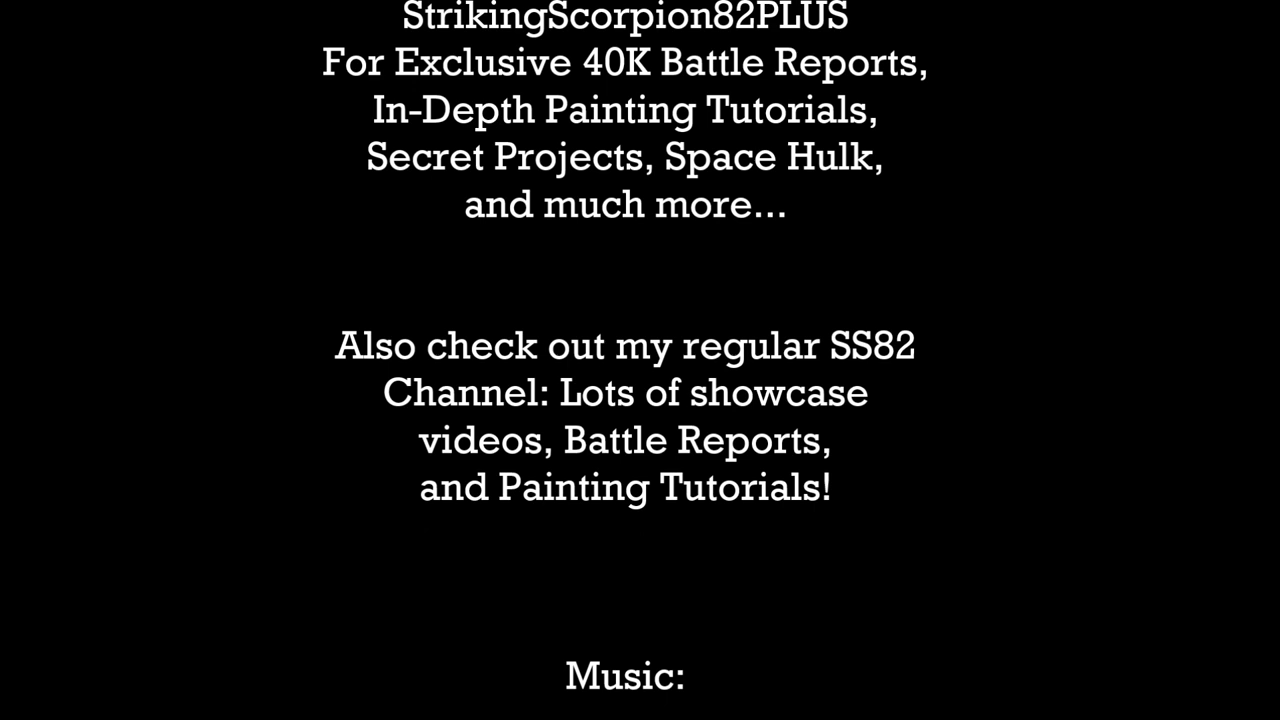 StrikingScorpion82PLUS
For Exclusive 40K Battle Reports,
In-Depth Painting Tutorials,
Secret Projects, Space Hulk,
and much more...
Also check out my regular SS82
Channel: Lots of showcase
videos, Battle Reports,
and Painting Tutorials!
Music: